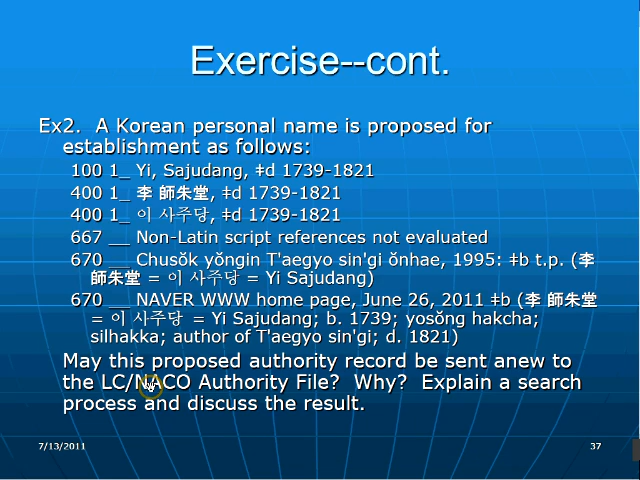 Exercise--cont.
Ex2. A Korean personal name is proposed for
establishment as follows:
100 1_ Yi, Sajudang, ǂd 1739-1821
400 1_ 李 師朱堂, ǂd 1739-1821
400 1_ 이 사주당, ǂd 1739-1821
667 __ Non-Latin script references not evaluated
670 __ Chusŏk yŏngin T'aegyo sin'gi ŏnhae, 1995: ǂb t.p. (李
師朱堂 = 이 사주당 = Yi Sajudang)
670 __ NAVER WWW home page, June 26, 2011 ǂb (李 師朱堂
= 이 사주당 = Yi Sajudang; b. 1739; yosŏng hakcha;
silhakka; author of T'aegyo sin'gi; d. 1821)
May this proposed authority record be sent anew to
the LC/NACO Authority File? Why? Explain a search
process and discuss the result.
7/13/2011
37